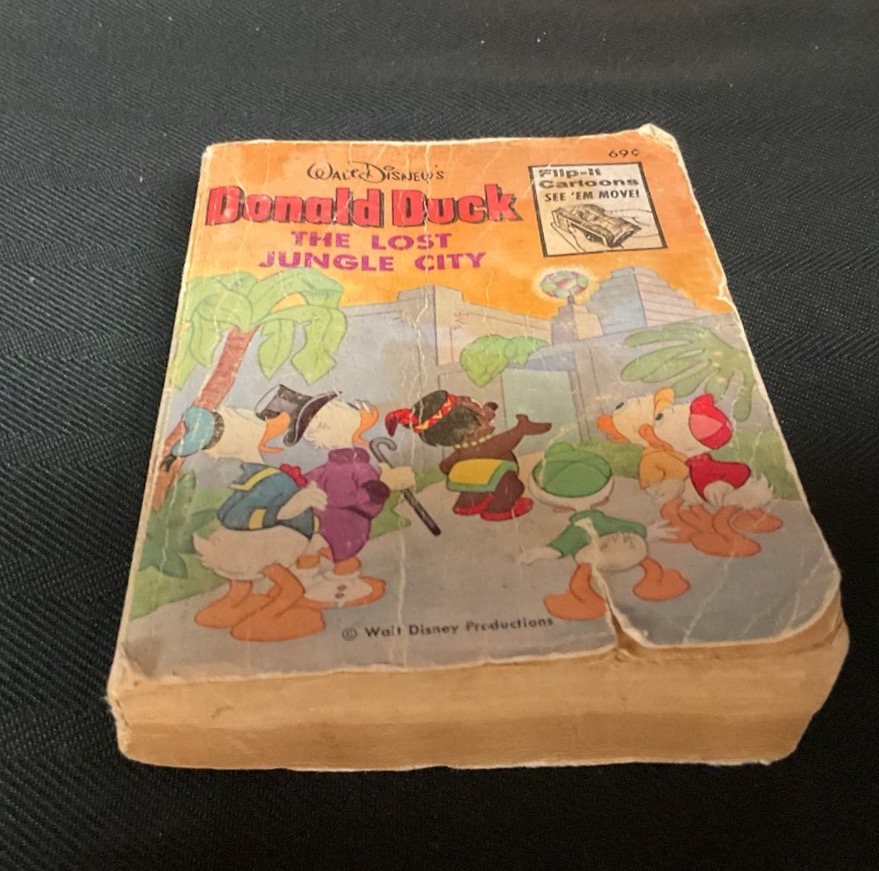 69¢
WALT DISNEY'S
Donald Duck
THE LOST
JUNGLE CITY
Flip-It
Cartoons
SEE 'EM MOVE!
© Walt Disney Productions